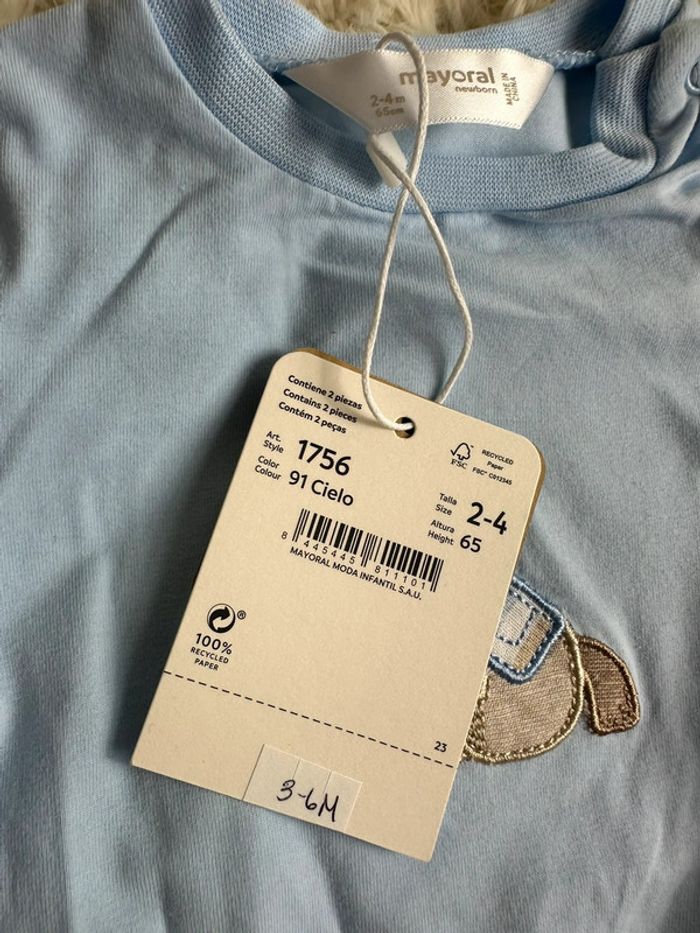 mayoral
newborn
2-4m
65cm
MADE IN
CHINA
Contiene 2 piezas
Contains 2 pieces
Contém 2 peças
Art.
Style
1756
Color
Colour
91 Cielo
FSC
RECYCLED
Paper
FSC® C012345
Talla
Size
2-4
Altura
Height
65
8 445445 811101
MAYORAL MODA INFANTIL S.A.U.
®
100%
RECYCLED
PAPER
23
3-6M